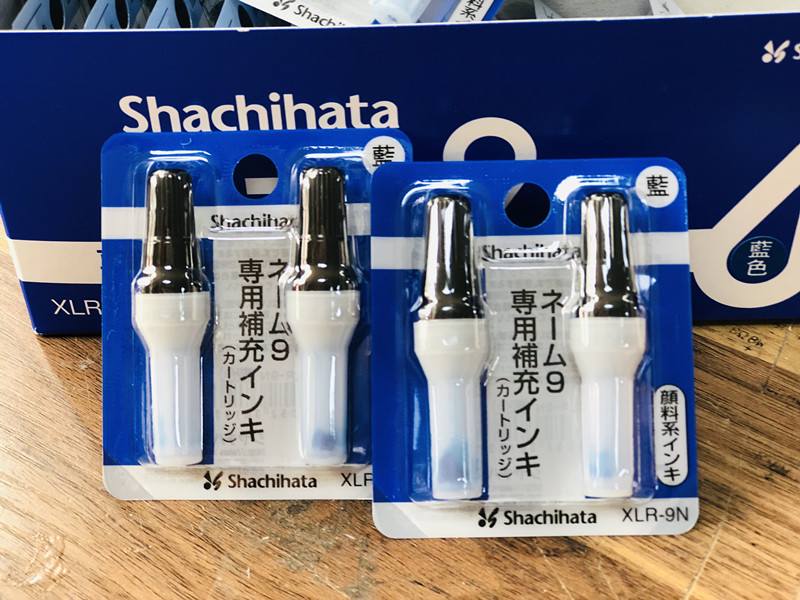 Shachihata
Shachihata
藍色
XLR
藍
Shachihata
ネーム9
専用補充インキ
(カートリッジ)
Shachihata
XLR
藍
Shachihata
ネーム9
専用補充インキ
(カートリッジ)
顔料系インキ
Shachihata XLR-9N